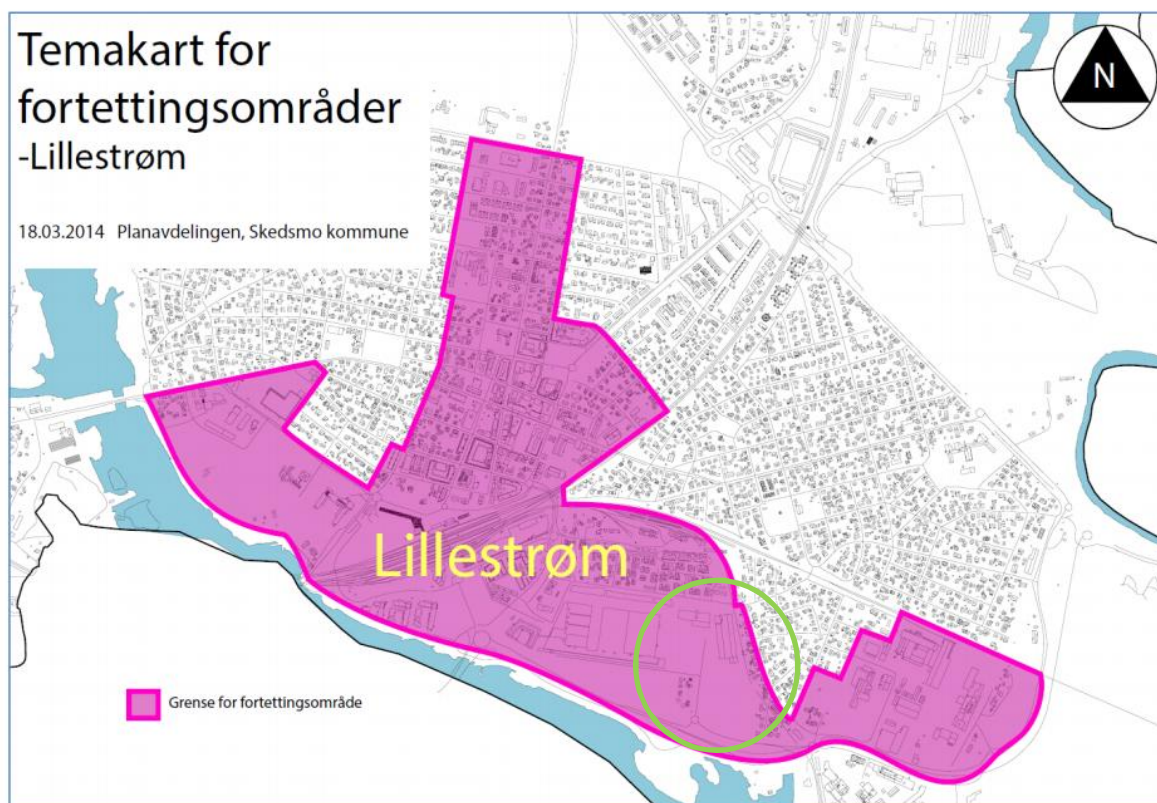 Temakart for
fortettingsområder
-Lillestrøm
18.03.2014 Planavdelingen, Skedsmo kommune
N
Lillestrøm
Grense for fortettingsområde